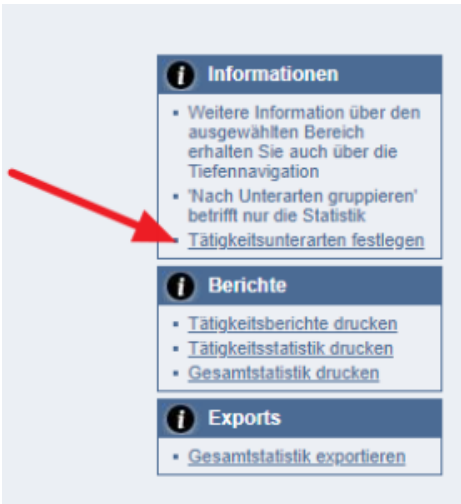 Informationen
Weitere Information über den
ausgewählten Bereich
erhalten Sie auch über die
Tiefennavigation
'Nach Unterarten gruppieren'
betrifft nur die Statistik
Tätigkeitsunterarten festlegen
Berichte
Tätigkeitsberichte drucken
Tätigkeitsstatistik drucken
Gesamtstatistik drucken
Exports
Gesamtstatistik exportieren